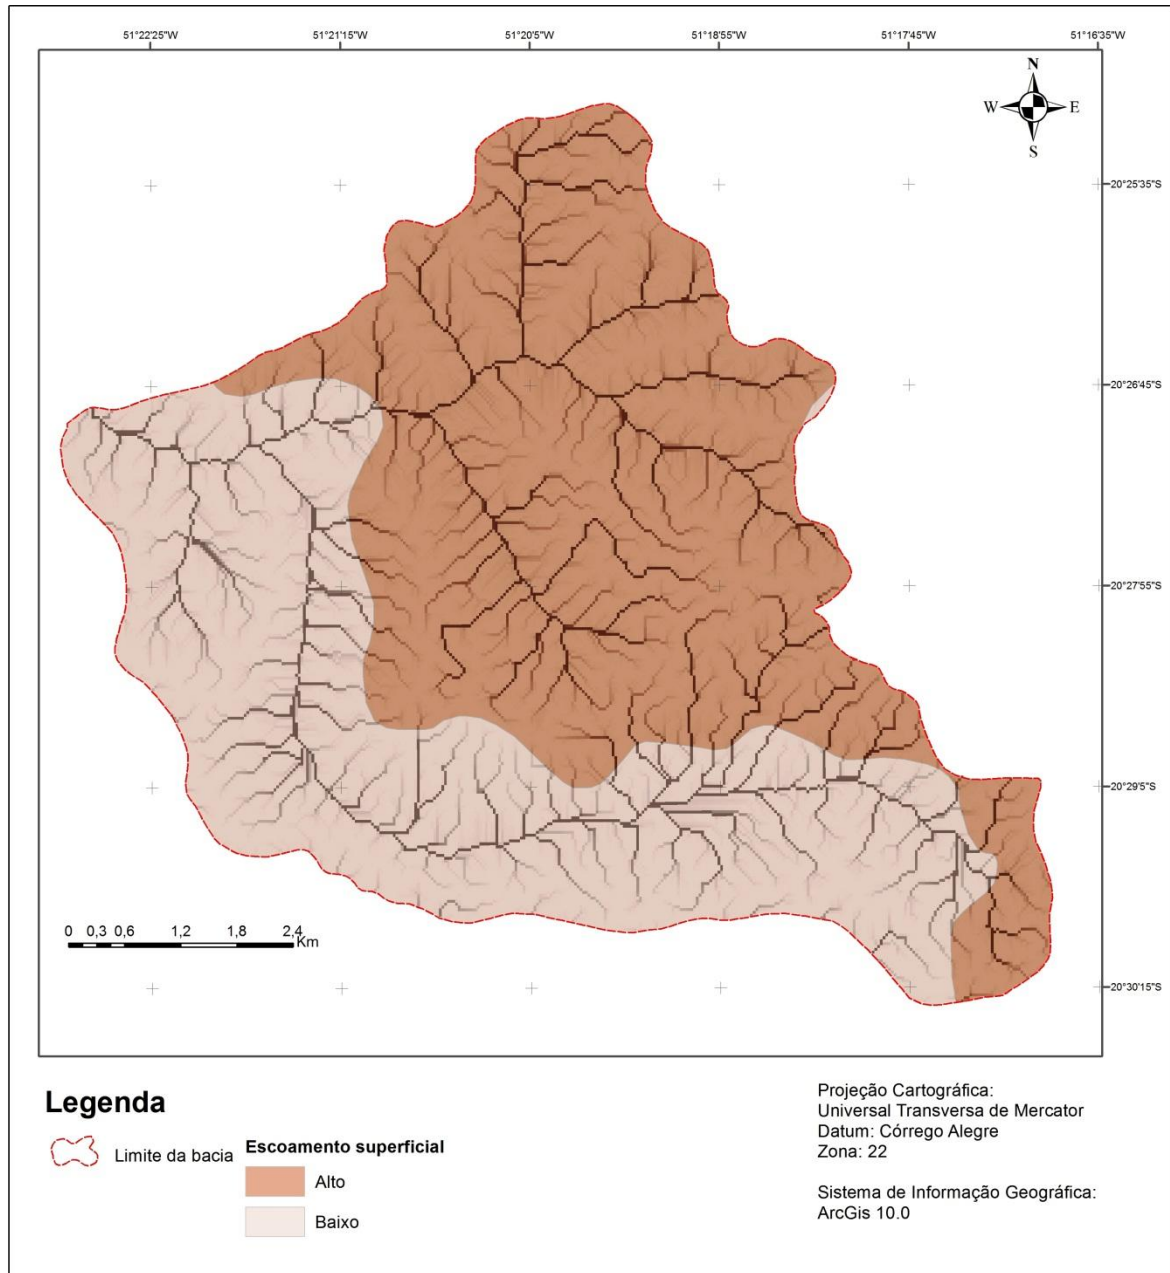 51°22'25"W 51°21'15"W 51°20'5"W 51°18'55"W 51°17'45"W 51°16'35"W
N
W E
S
20°25'35"S
20°26'45"S
20°27'55"S
20°29'5"S
0 0,3 0,6 1,2 1,8 2,4
Km
20°30'15"S
Legenda
Limite da bacia
Escoamento superficial
Alto
Baixo
Projeção Cartográfica:
Universal Transversa de Mercator
Datum: Córrego Alegre
Zona: 22
Sistema de Informação Geográfica:
ArcGis 10.0